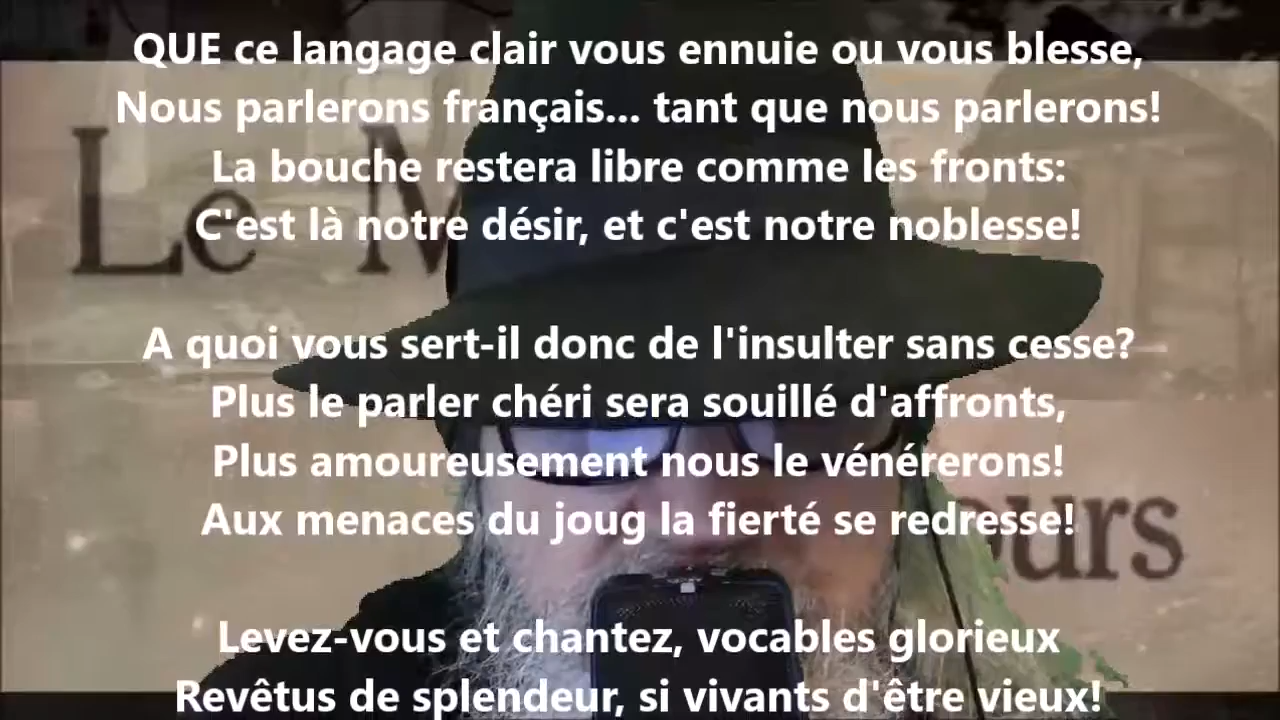 QUE ce langage clair vous ennuie ou vous blesse,
Nous parlerons français... tant que nous parlerons!
La bouche restera libre comme les fronts:
C'est là notre désir, et c'est notre noblesse!
A quoi vous sert-il donc de l'insulter sans cesse?
Plus le parler chéri sera souillé d'affronts,
Plus amoureusement nous le vénérerons!
Aux menaces du joug la fierté se redresse!
Levez-vous et chantez, vocables glorieux
Revêtus de splendeur, si vivants d'être vieux!
Le